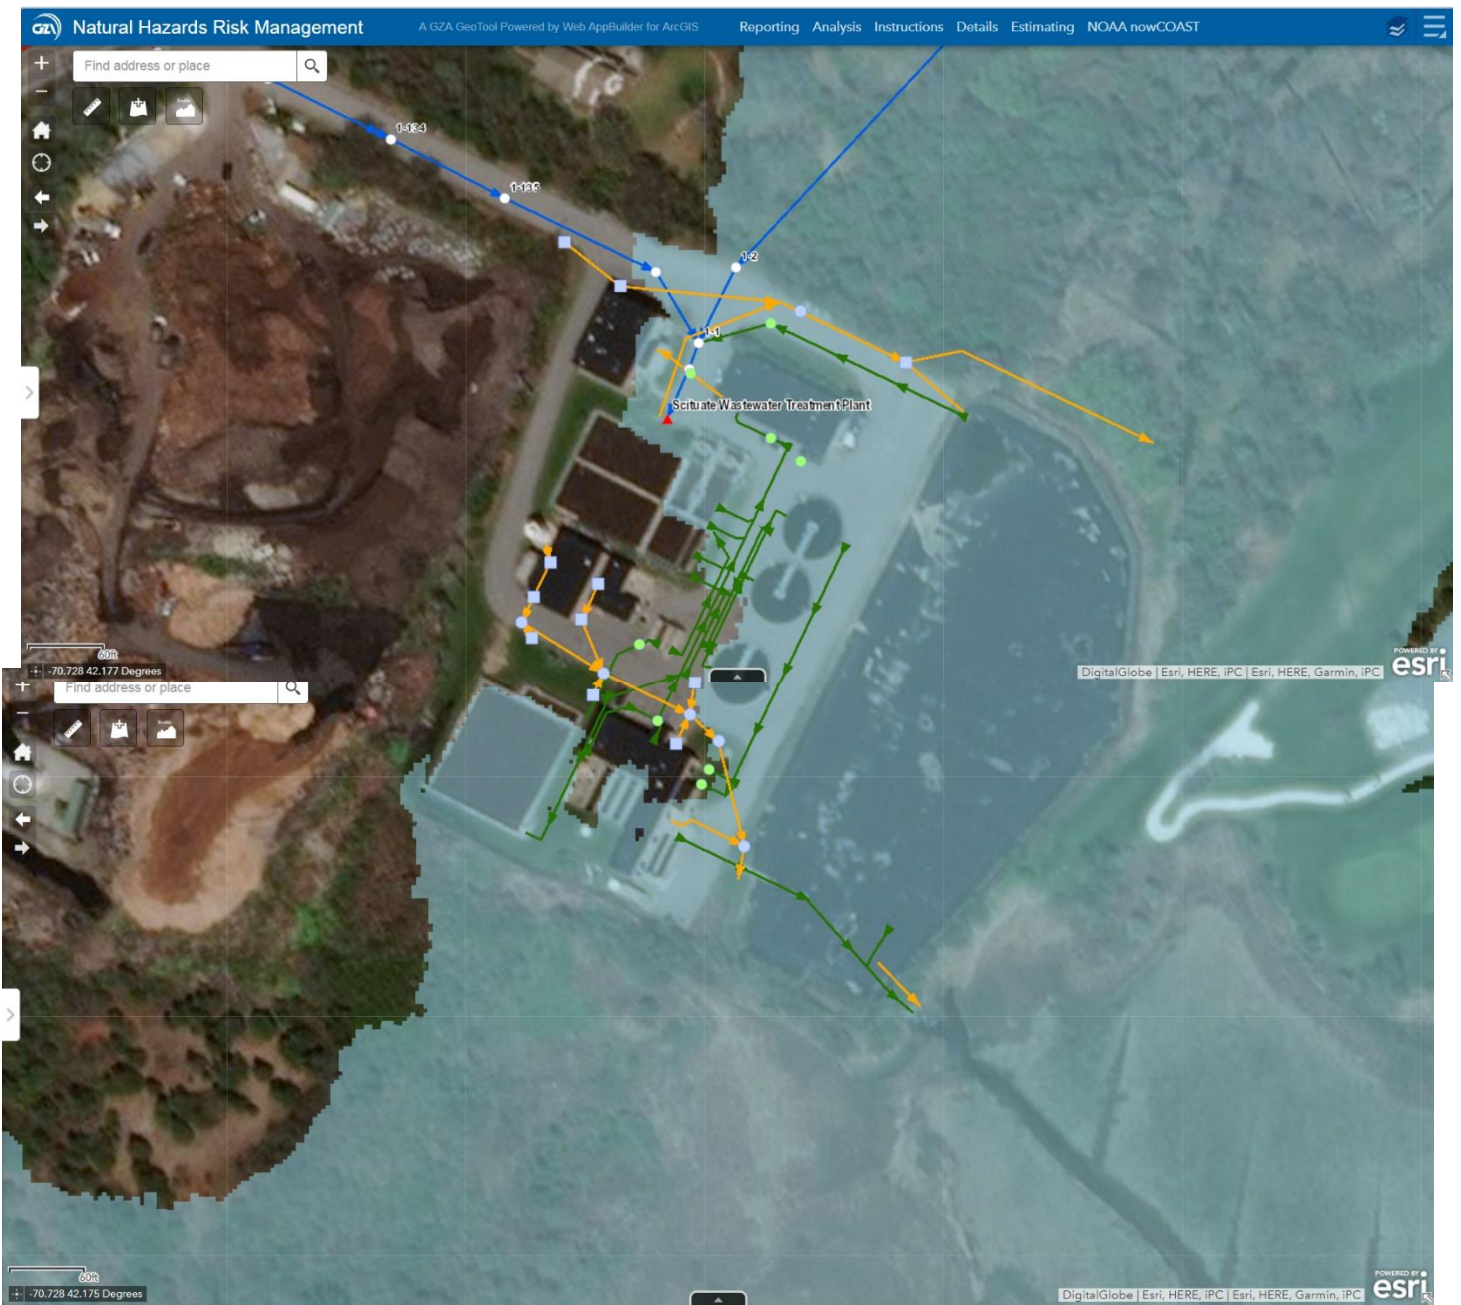 GZA Natural Hazards Risk Management A GZA GeoTool Powered by Web AppBuilder for ArcGIS Reporting Analysis Instructions Details Estimating NOAA nowCOAST
Find address or place
1-134
1-135
1-2
1-1
Scituate Wastewater Treatment Plant
60ft
-70.728 42.177 Degrees
DigitalGlobe | Esri, HERE, iPC | Esri, HERE, Garmin, iPC
POWERED BY
esri
Find address or place
60ft
-70.728 42.175 Degrees
DigitalGlobe | Esri, HERE, iPC | Esri, HERE, Garmin, iPC
POWERED BY
esri